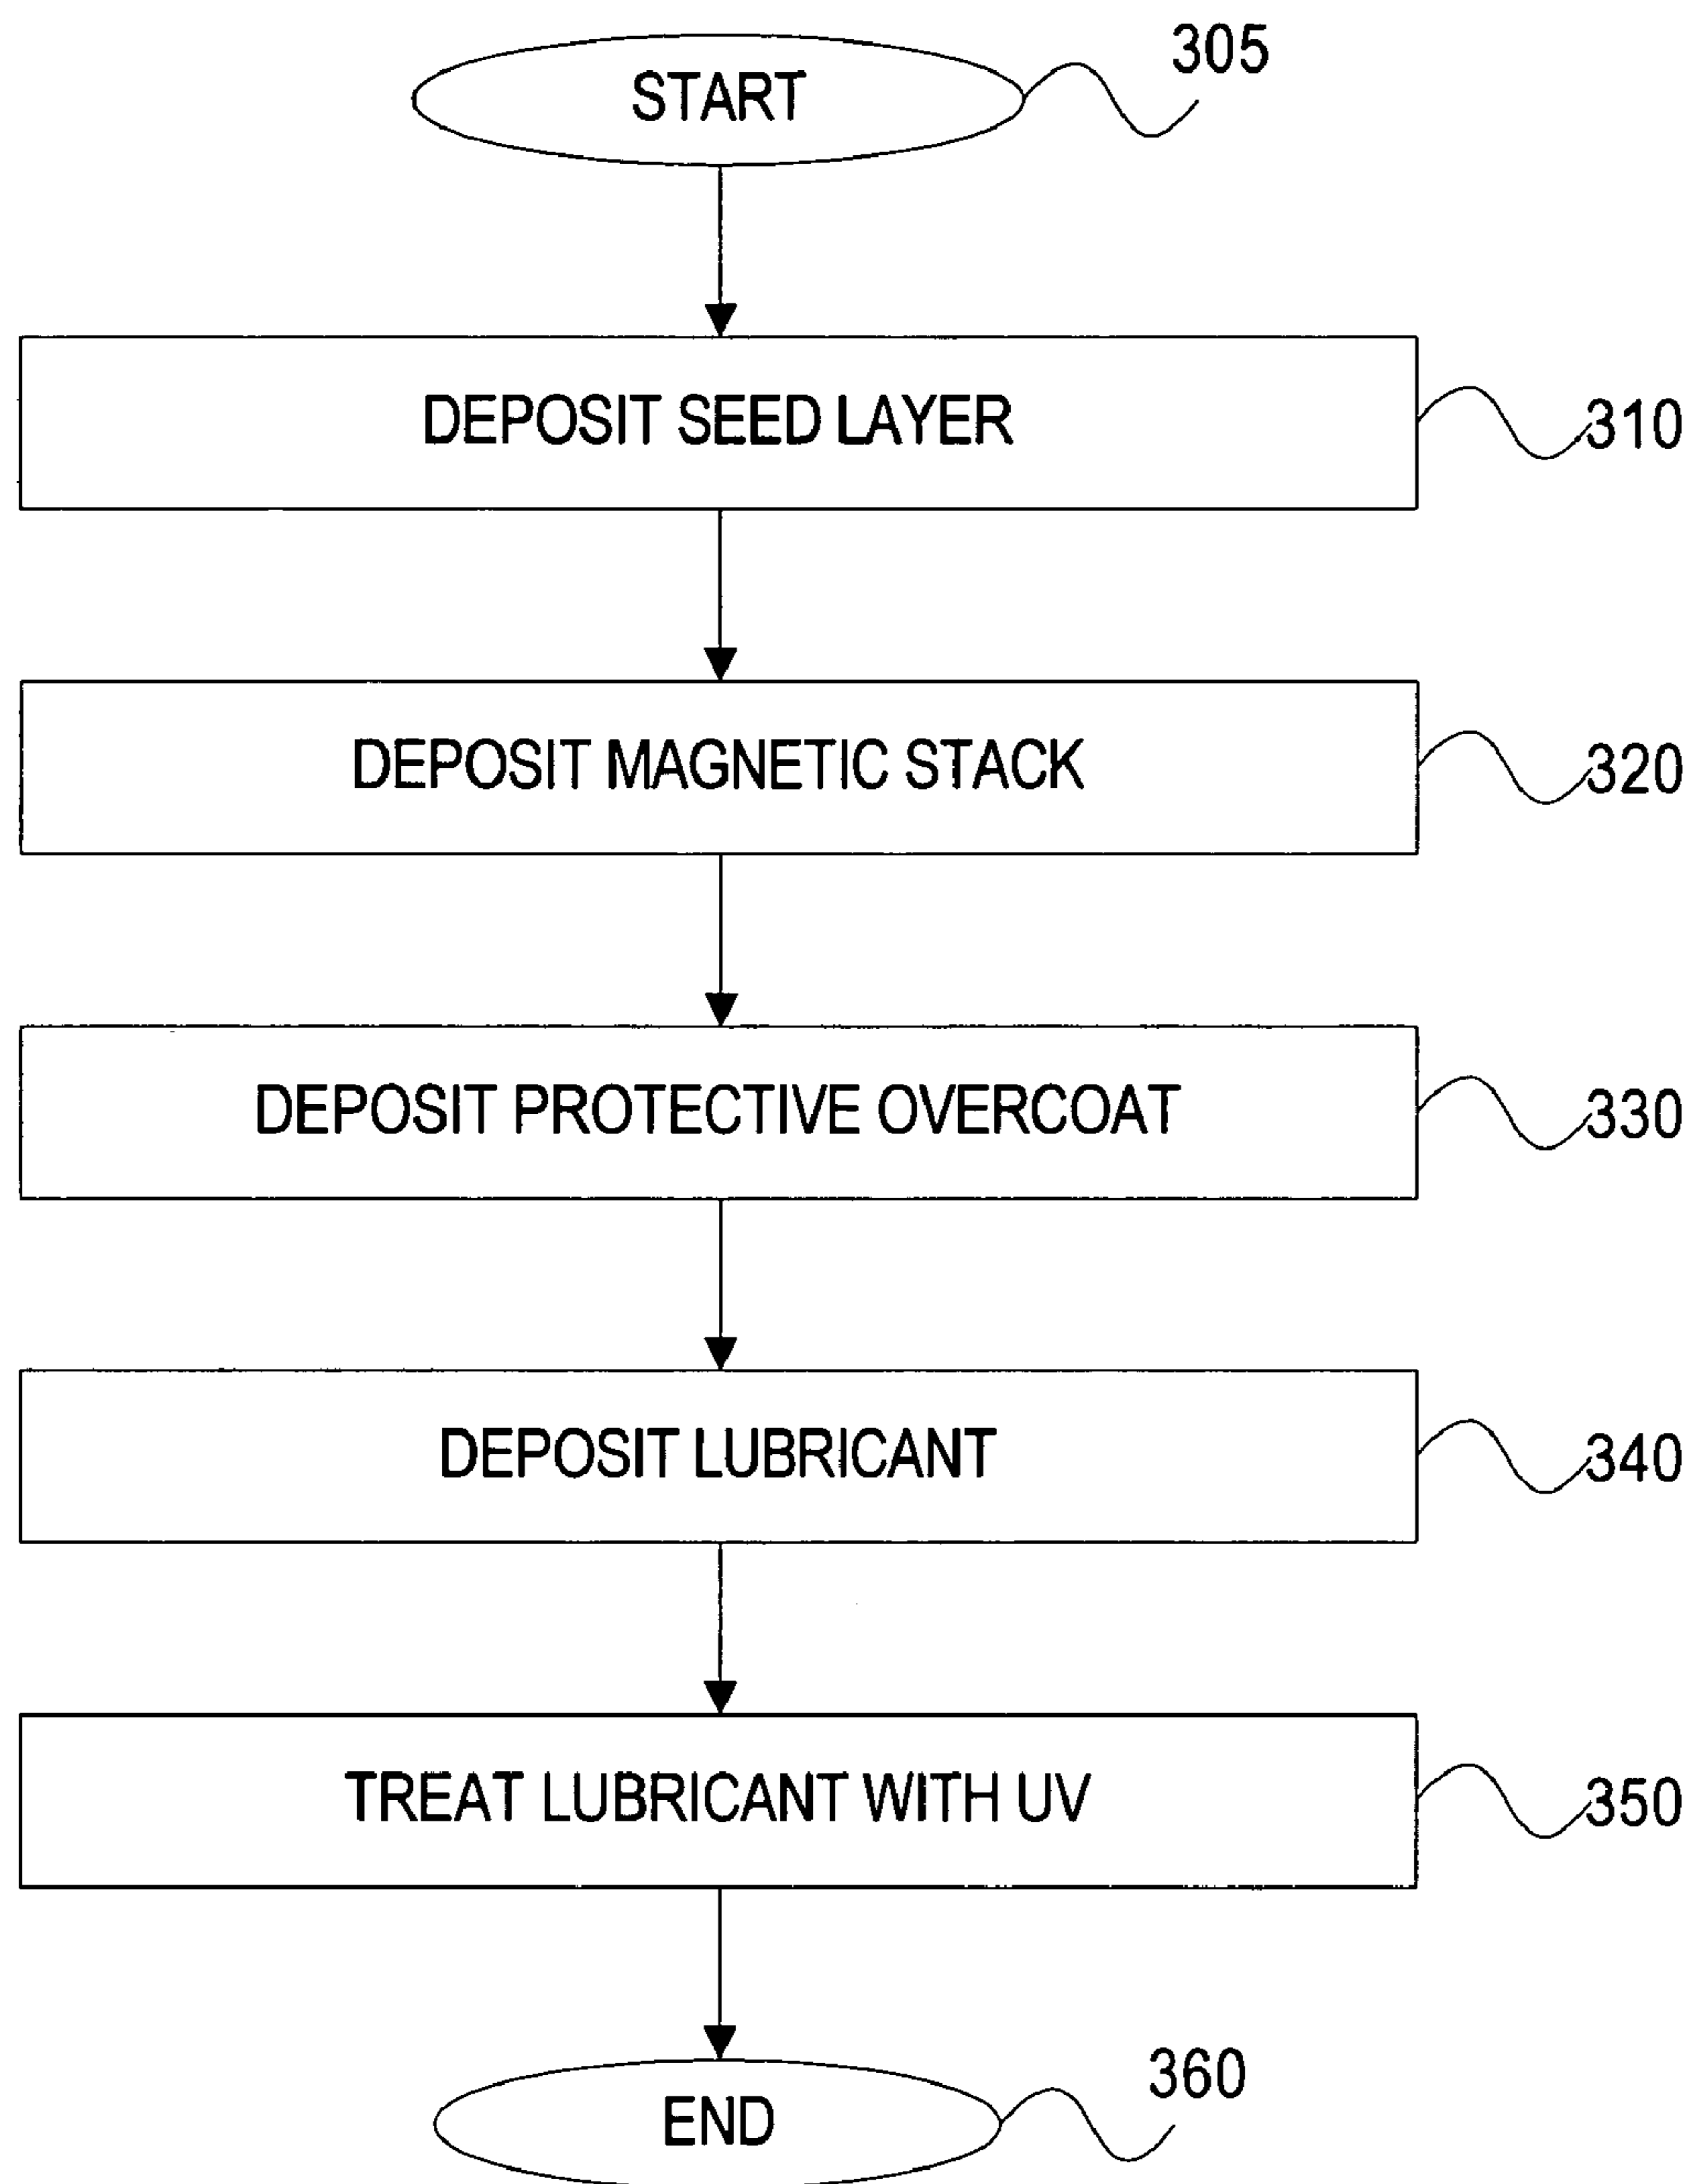 START
305
DEPOSIT SEED LAYER
310
DEPOSIT MAGNETIC STACK
320
DEPOSIT PROTECTIVE OVERCOAT
330
DEPOSIT LUBRICANT
340
TREAT LUBRICANT WITH UV
350
END
360